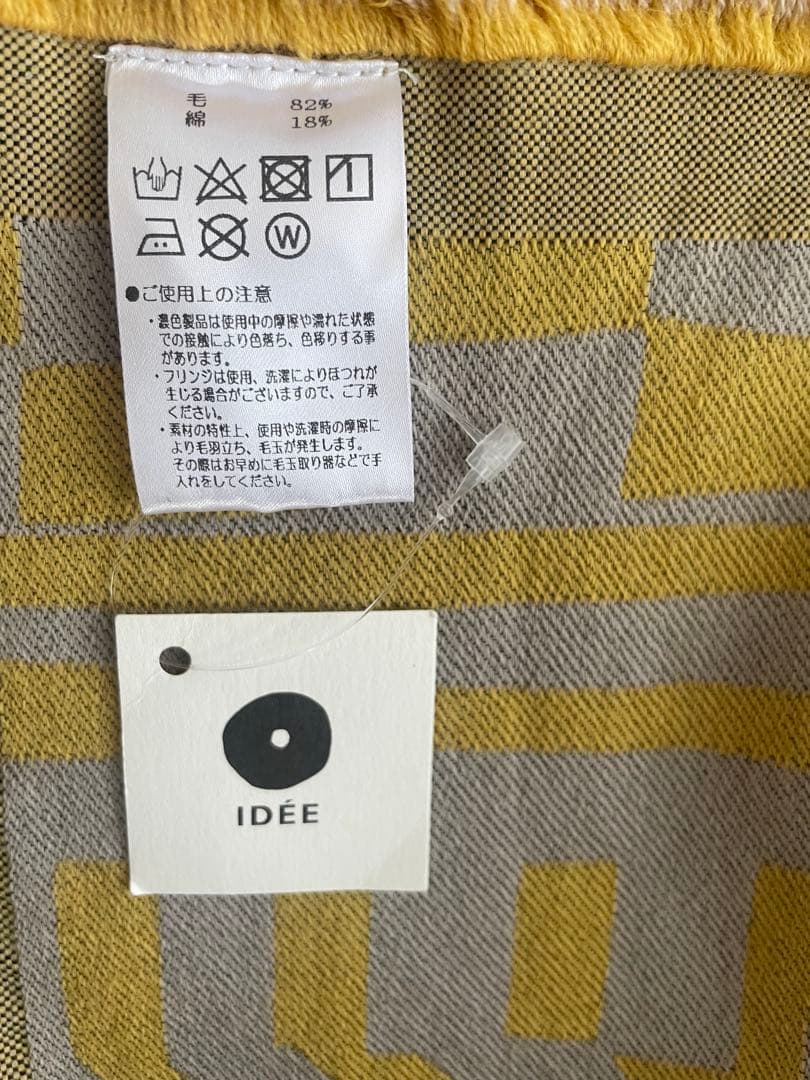 毛 82%
綿 18%
W
●ご使用上の注意
・濃色製品は使用中の摩擦や濡れた状態
での接触により色落ち、色移りする事
があります。
・フリンジは使用、洗濯によりほつれが
生じる場合がございますので、ご了承
ください。
・素材の特性上、使用や洗濯時の摩擦に
より毛羽立ち、毛玉が発生します。
その際はお早めに毛玉取り器などで手
入れをしてください。
IDÉE